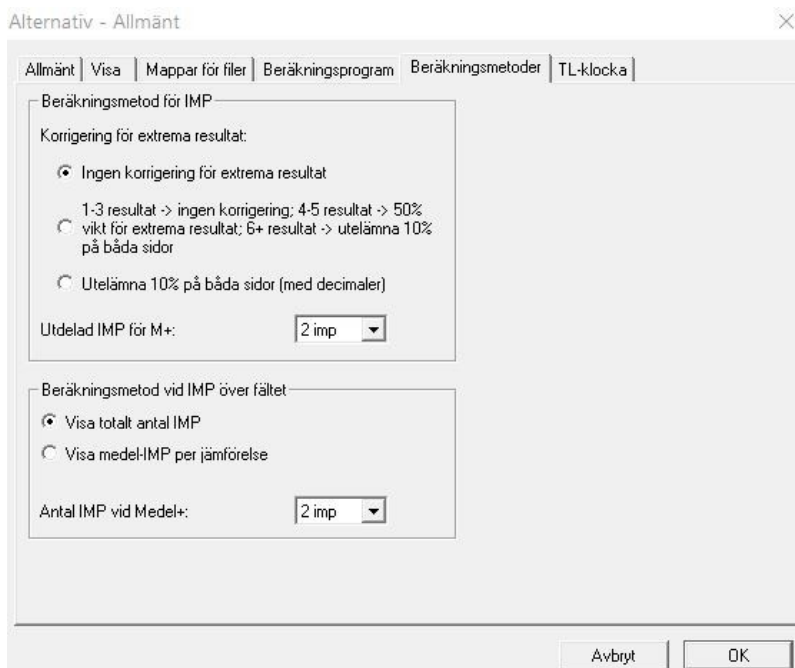 Alternativ - Allmänt
Allmänt Visa Mappar för filer Beräkningsprogram Beräkningsmetoder TL-klocka
Beräkningsmetod för IMP
Korrigering för extrema resultat:
Ingen korrigering för extrema resultat
1-3 resultat -> ingen korrigering; 4-5 resultat -> 50%
vikt för extrema resultat; 6+ resultat -> utelämna 10%
på båda sidor
Utelämna 10% på båda sidor (med decimaler)
Utdelad IMP för M+: 2 imp
Beräkningsmetod vid IMP över fältet
Visa totalt antal IMP
Visa medel-IMP per jämförelse
Antal IMP vid Medel+: 2 imp
Avbryt OK